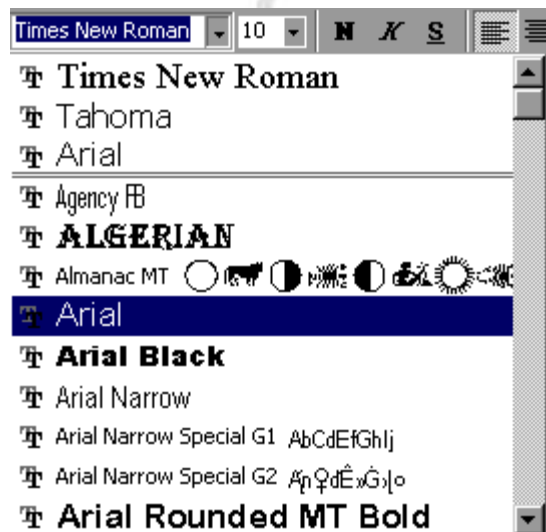 Times New Roman 10 N K S
Times New Roman
Tahoma
Arial
Agency FB
ALGERIAN
Almanac MT
Arial
Arial Black
Arial Narrow
Arial Narrow Special G1 AbCdEfGhIj
Arial Narrow Special G2
Arial Rounded MT Bold